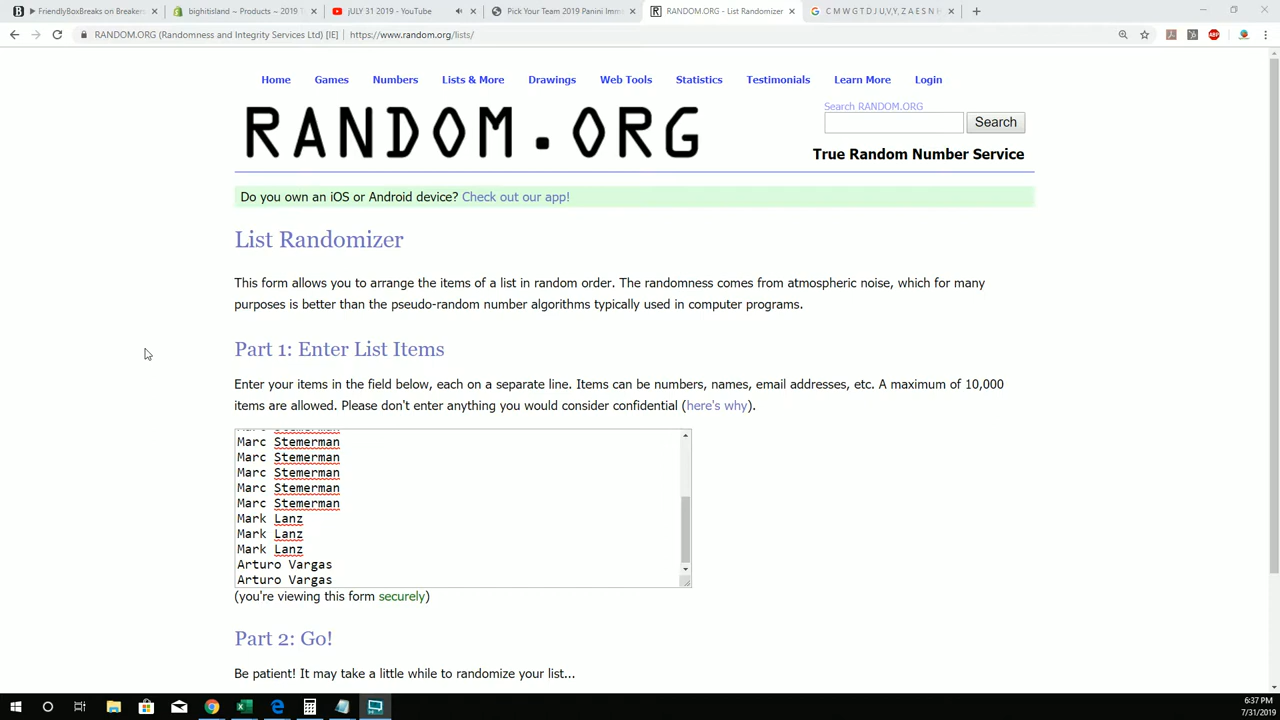 ▶ FriendlyBoxBreaks on Breakers
bighitisland ~ Products ~ 2019 T
jULY 31 2019 - YouTube
Pick Your Team 2019 Panini Imm
RANDOM.ORG - List Randomizer
C M W G T D J U,V,Y, Z A E S N H
RANDOM.ORG (Randomness and Integrity Services Ltd) [IE]
https://www.random.org/lists/
Home Games Numbers Lists & More Drawings Web Tools Statistics Testimonials Learn More Login
RANDOM.ORG
Search RANDOM.ORG
Search
True Random Number Service
Do you own an iOS or Android device? Check out our app!
List Randomizer
This form allows you to arrange the items of a list in random order. The randomness comes from atmospheric noise, which for many
purposes is better than the pseudo-random number algorithms typically used in computer programs.
Part 1: Enter List Items
Enter your items in the field below, each on a separate line. Items can be numbers, names, email addresses, etc. A maximum of 10,000
items are allowed. Please don't enter anything you would consider confidential (here's why).
Marc Stemerman
Marc Stemerman
Marc Stemerman
Marc Stemerman
Marc Stemerman
Mark Lanz
Mark Lanz
Mark Lanz
Arturo Vargas
Arturo Vargas
(you're viewing this form securely)
Part 2: Go!
Be patient! It may take a little while to randomize your list...
6:37 PM
7/31/2019